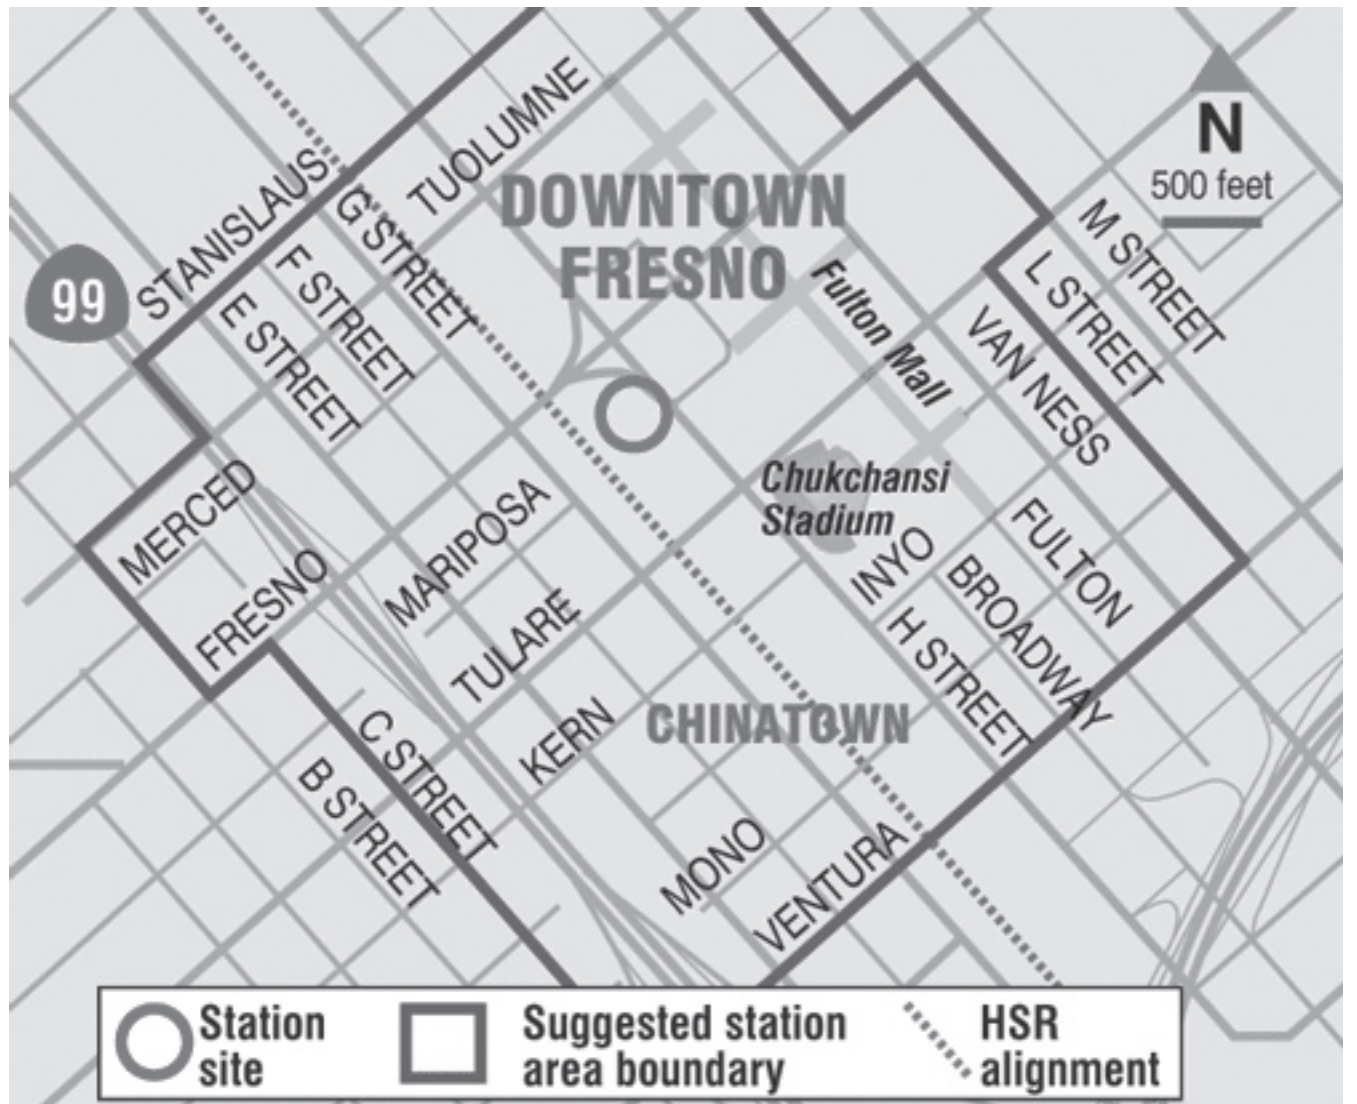 N
500 feet
STANISLAUS
TUOLUMNE
G STREET
DOWNTOWN
FRESNO
99
F STREET
E STREET
Fulton Mall
M STREET
L STREET
VAN NESS
MERCED
FRESNO
MARIPOSA
TULARE
KERN
Chukchansi
Stadium
INYO
FULTON
BROADWAY
H STREET
CHINATOWN
C STREET
B STREET
MONO
VENTURA
Station
site
Suggested station
area boundary
HSR
alignment